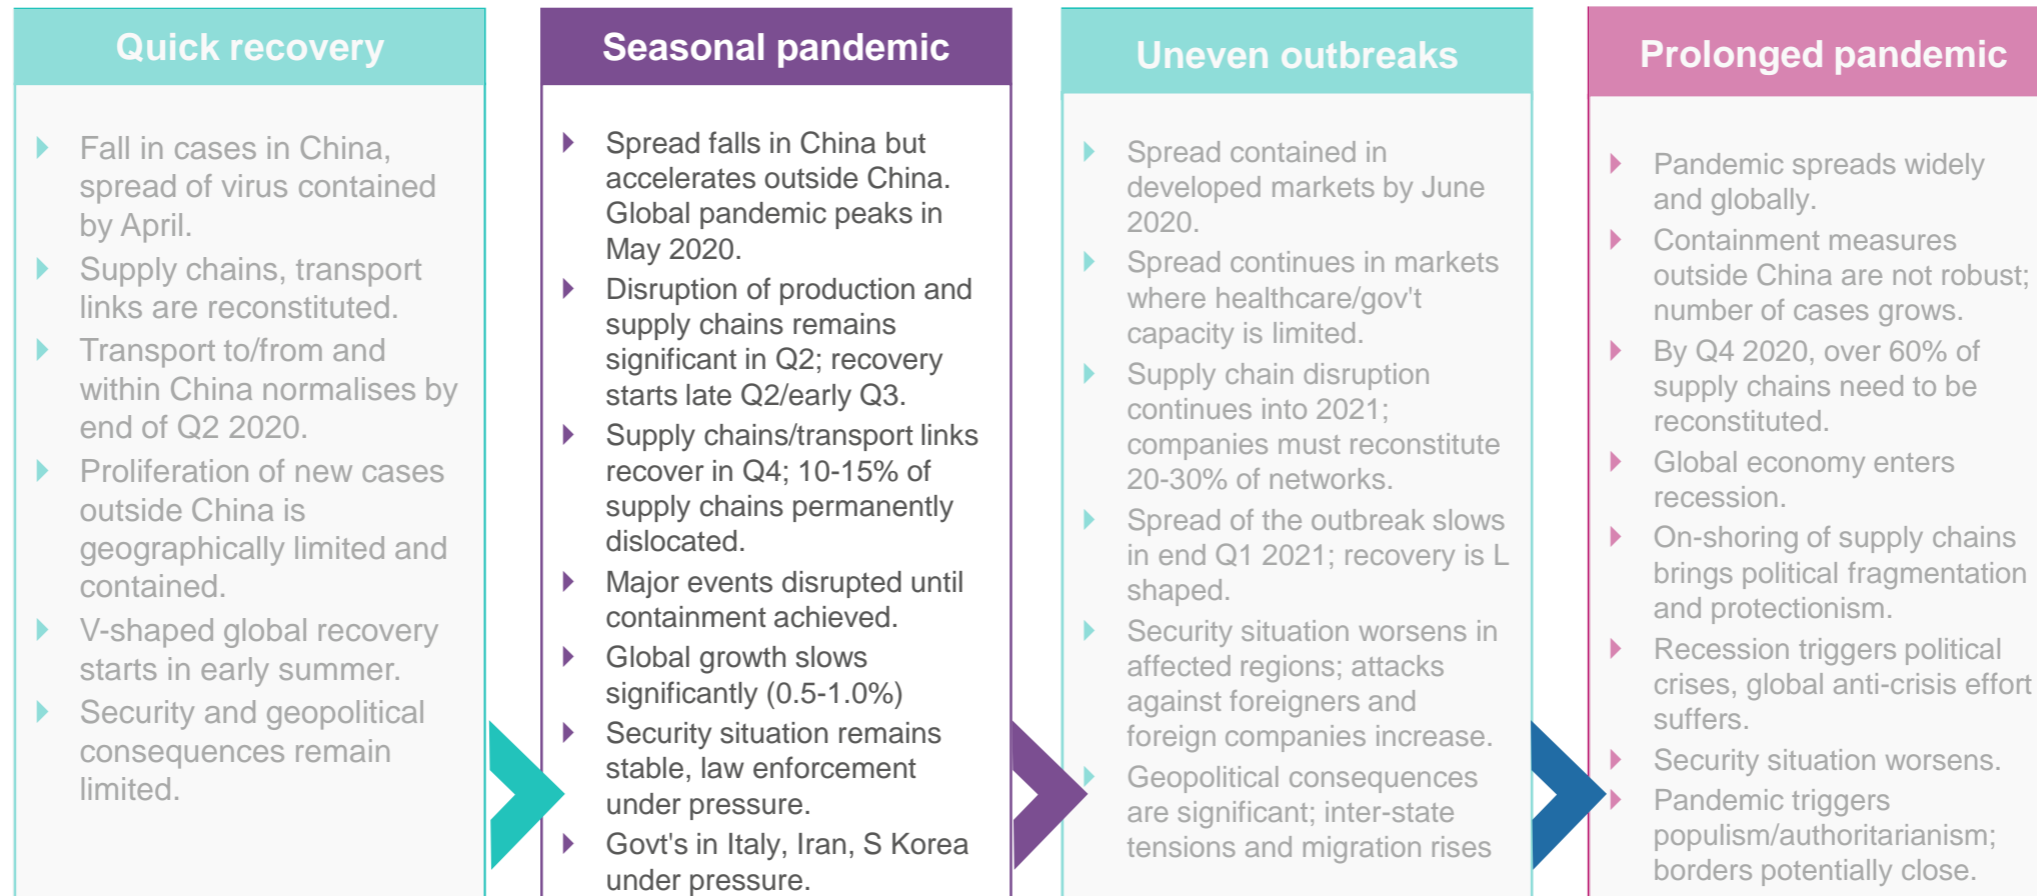 Quick recovery
Fall in cases in China,
spread of virus contained
by April.
Supply chains, transport
links are reconstituted.
Transport to/from and
within China normalises by
end of Q2 2020.
Proliferation of new cases
outside China is
geographically limited and
contained.
V-shaped global recovery
starts in early summer.
Security and geopolitical
consequences remain
limited.
Seasonal pandemic
Spread falls in China but
accelerates outside China.
Global pandemic peaks in
May 2020.
Disruption of production and
supply chains remains
significant in Q2; recovery
starts late Q2/early Q3.
Supply chains/transport links
recover in Q4; 10-15% of
supply chains permanently
dislocated.
Major events disrupted until
containment achieved.
Global growth slows
significantly (0.5-1.0%)
Security situation remains
stable, law enforcement
under pressure.
Govt's in Italy, Iran, S Korea
under pressure.
Uneven outbreaks
Spread contained in
developed markets by June
2020.
Spread continues in markets
where healthcare/gov't
capacity is limited.
Supply chain disruption
continues into 2021;
companies must reconstitute
20-30% of networks.
Spread of the outbreak slows
in end Q1 2021; recovery is L
shaped.
Security situation worsens in
affected regions; attacks
against foreigners and
foreign companies increase.
Geopolitical consequences
are significant; inter-state
tensions and migration rises
Prolonged pandemic
Pandemic spreads widely
and globally.
Containment measures
outside China are not robust;
number of cases grows.
By Q4 2020, over 60% of
supply chains need to be
reconstituted.
Global economy enters
recession.
On-shoring of supply chains
brings political fragmentation
and protectionism.
Recession triggers political
crises, global anti-crisis effort
suffers.
Security situation worsens.
Pandemic triggers
populism/authoritarianism;
borders potentially close.